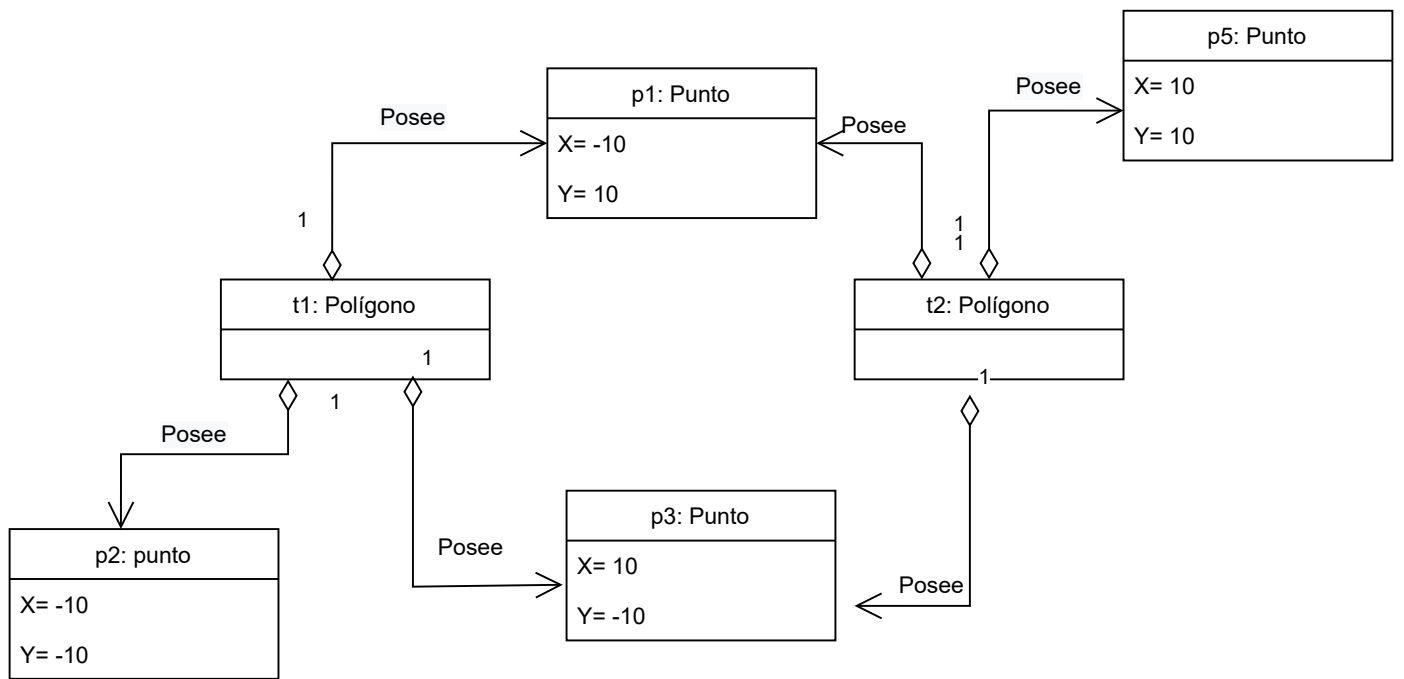 p5: Punto
X= 10
Y= 10
Posee
p1: Punto
X= -10
Y= 10
Posee
Posee
1
1
1
t1: Polígono
1
1
t2: Polígono
1
Posee
p2: punto
X= -10
Y= -10
Posee
p3: Punto
X= 10
Y= -10
Posee